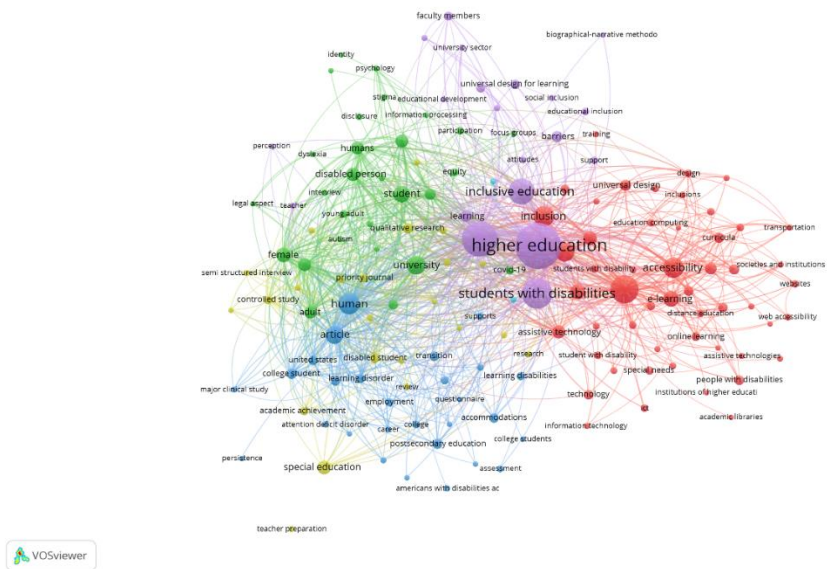 faculty members
biographical-narrative methodo
university sector
identity
psychology
universal design for learning
stigma
educational development
social inclusion
educational inclusion
disclosure
information processing
participation
focus groups
barriers
training
perception
humans
dyslexia
attitudes
support
equity
disabled person
design
interview
student
inclusive education
universal design
inclusions
legal aspect
teacher
young adult
learning
inclusion
qualitative research
education computing
transportation
autism
curricula
higher education
female
university
covid-19
students with disability
accessibility
societies and institutions
semi structured interview
priority journal
websites
controlled study
human
students with disabilities
e-learning
adult
distance education
web accessibility
supports
article
assistive technology
online learning
united states
disabled student
transition
research
student with disability
assistive technologies
college student
learning disorder
learning disabilities
special needs
people with disabilities
major clinical study
review
employment
questionnaire
technology
institutions of higher educati
academic achievement
ict
attention deficit disorder
career
college
accommodations
information technology
academic libraries
postsecondary education
college students
persistence
special education
assessment
americans with disabilities ac
teacher preparation
VOSviewer